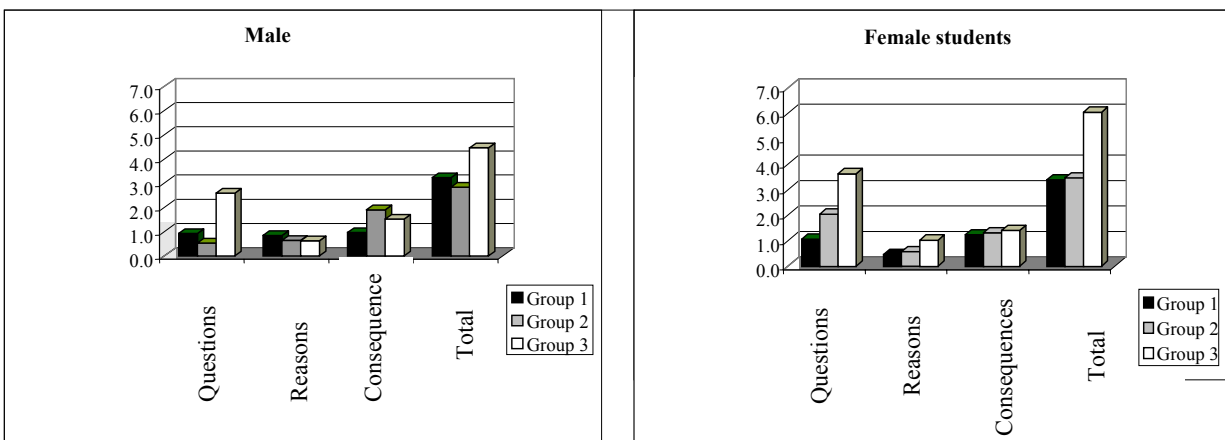 Male
7.0
6.0
5.0
4.0
3.0
2.0
1.0
0.0
Questions
Reasons
Consequence
Total
Group 1
Group 2
Group 3
Female students
7.0
6.0
5.0
4.0
3.0
2.0
1.0
0.0
Questions
Reasons
Consequences
Total
Group 1
Group 2
Group 3